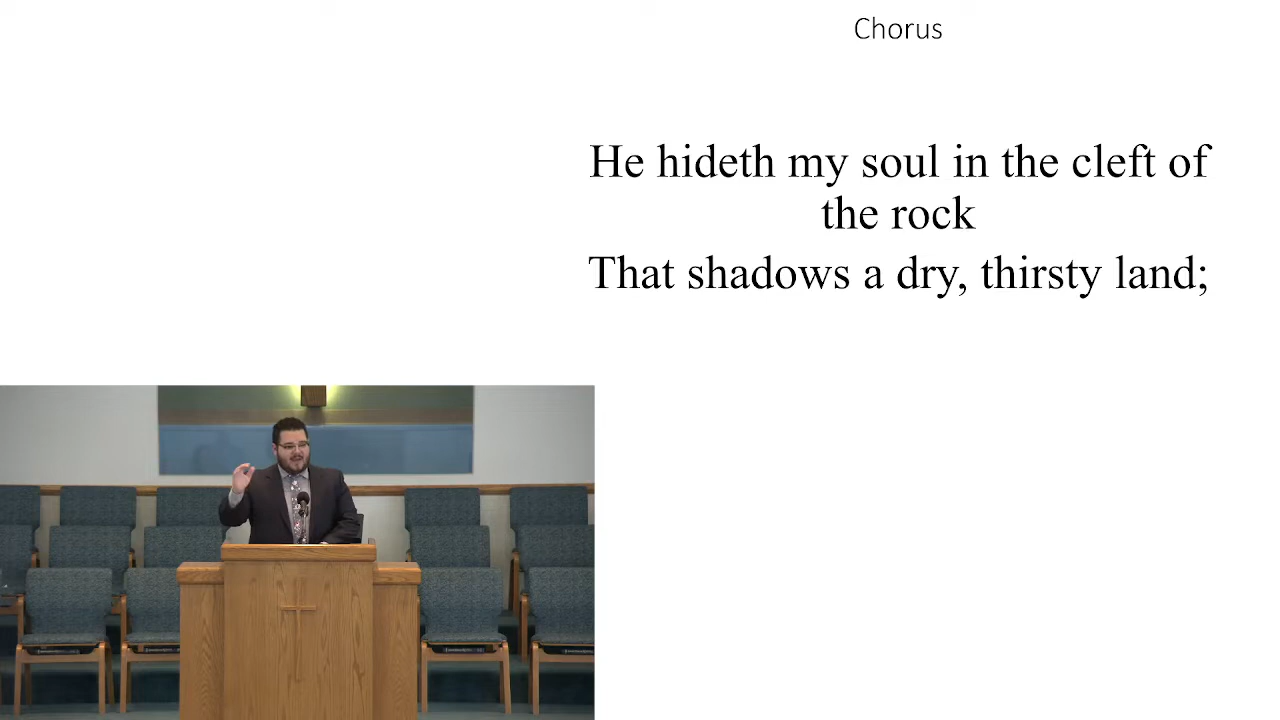 Chorus
He hideth my soul in the cleft of
the rock
That shadows a dry, thirsty land;